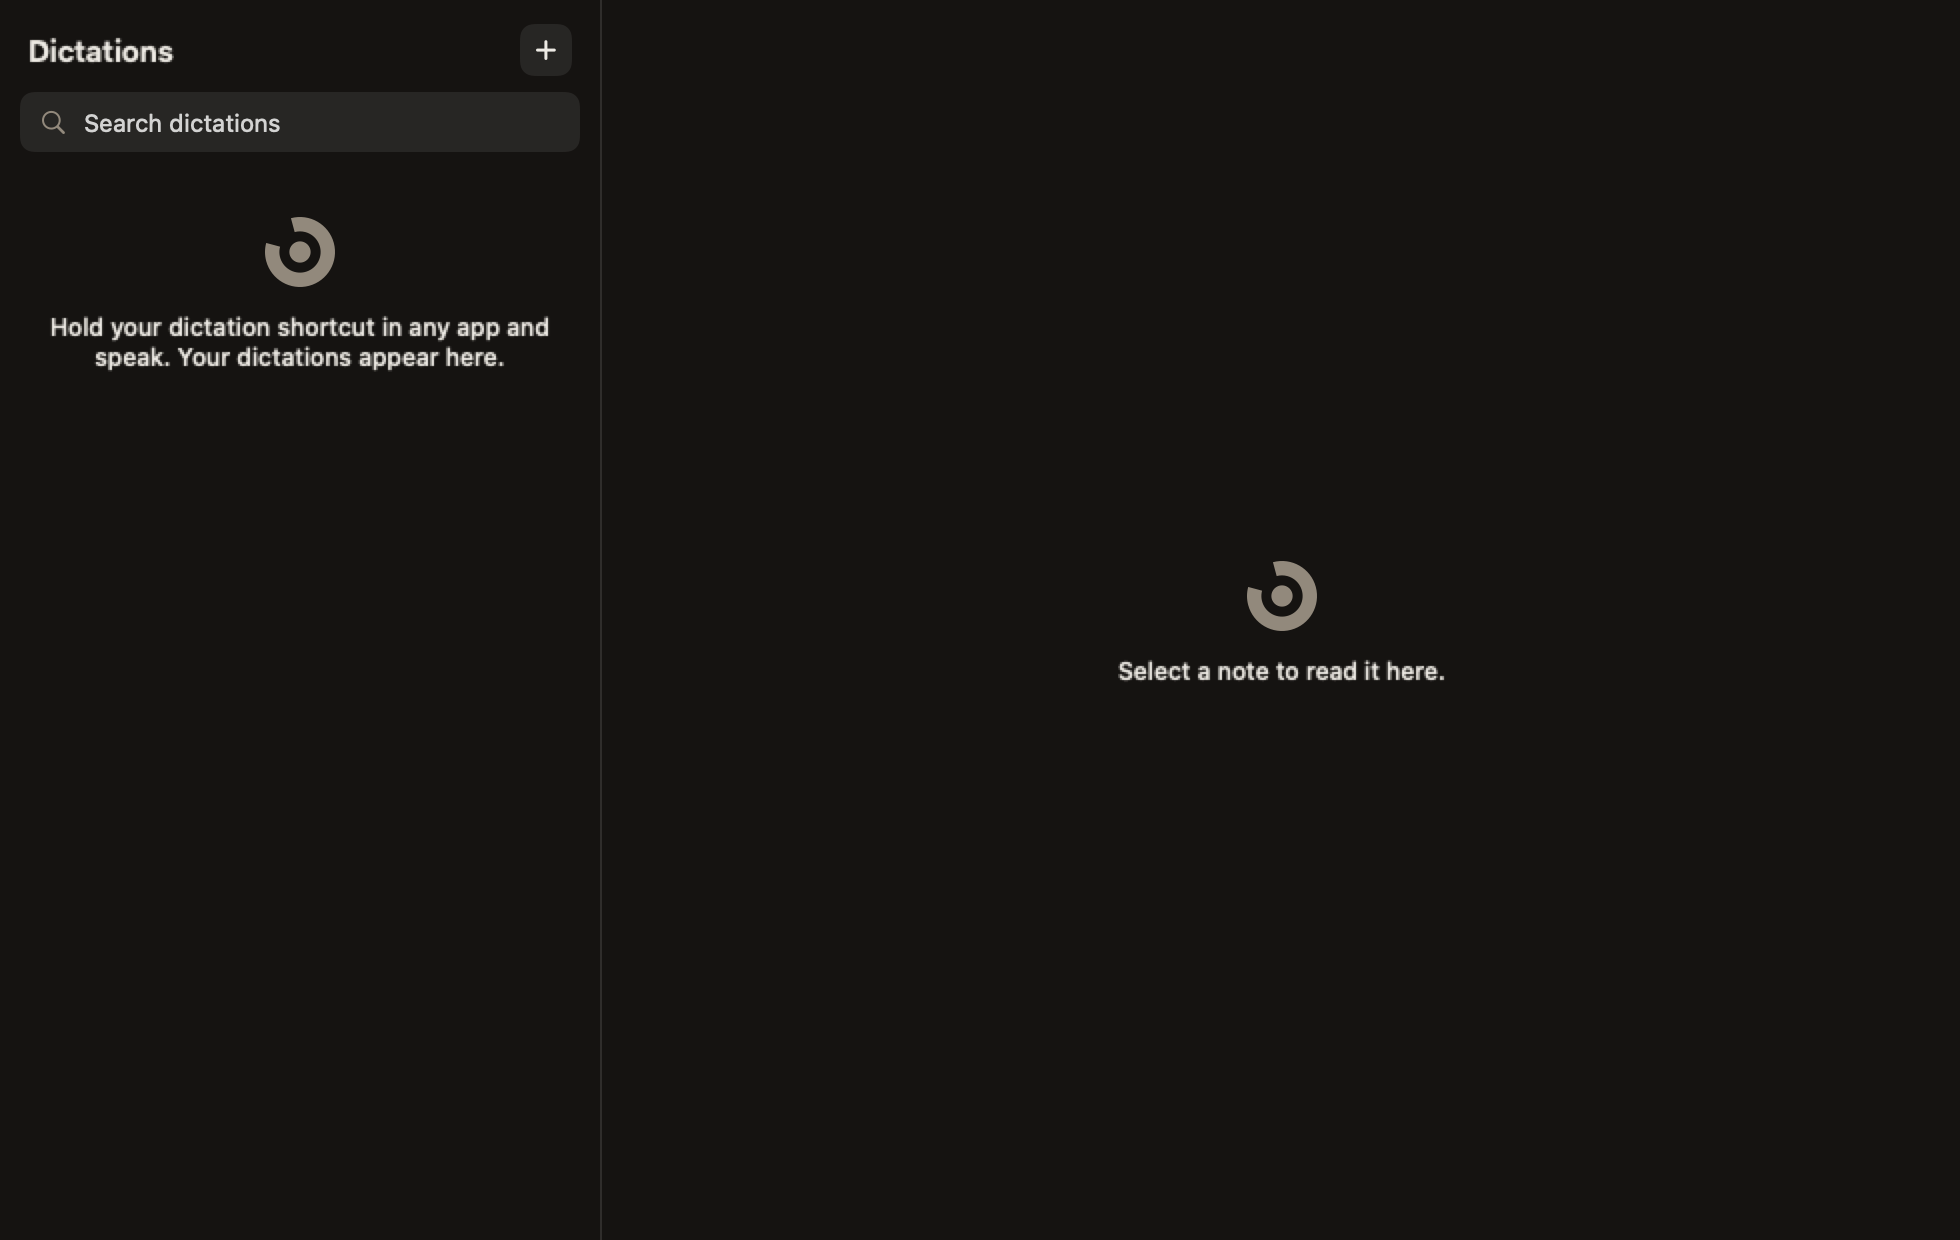 Dictations
Search dictations
Hold your dictation shortcut in any app and
speak. Your dictations appear here.
Select a note to read it here.